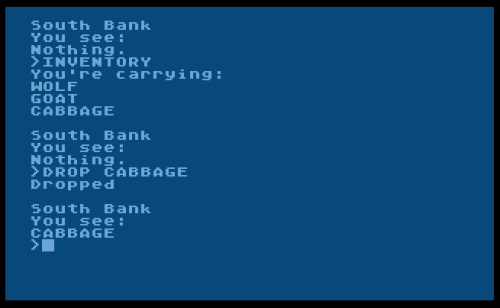 South Bank
You see:
Nothing.
>INVENTORY
You're carrying:
WOLF
GOAT
CABBAGE
South Bank
You see:
Nothing.
>DROP CABBAGE
Dropped
South Bank
You see:
CABBAGE
>